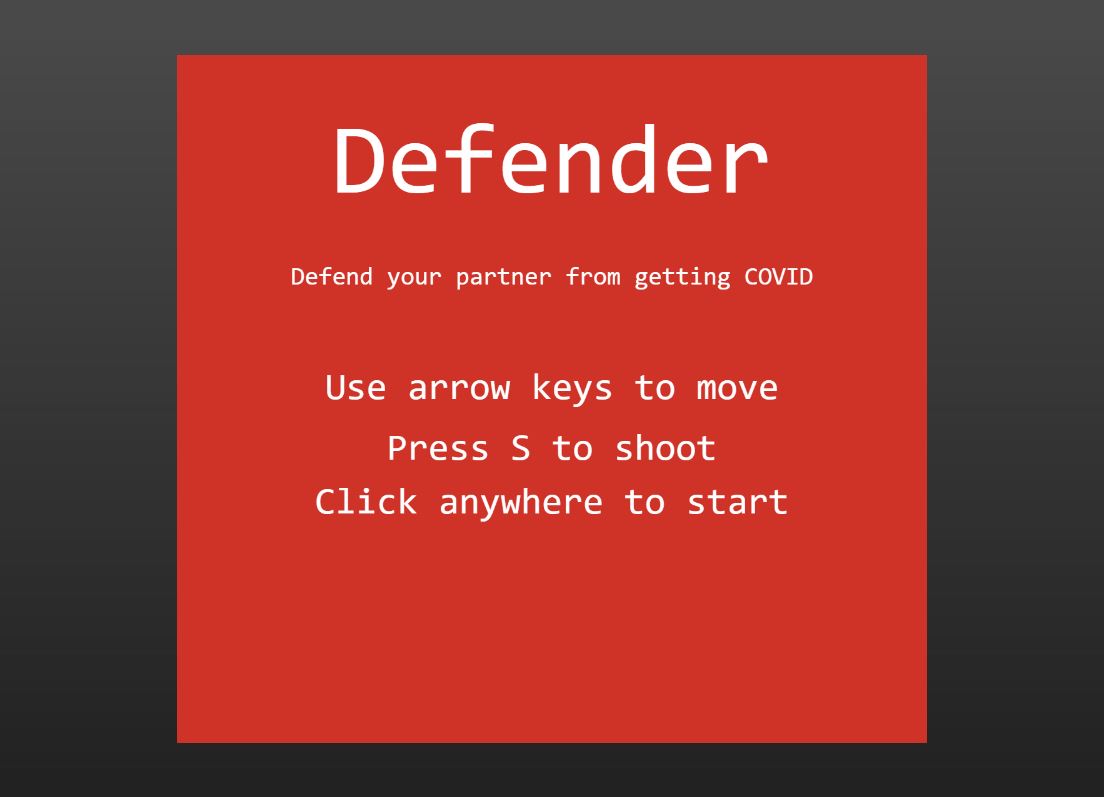 Defender
Defend your partner from getting COVID
Use arrow keys to move
Press S to shoot
Click anywhere to start